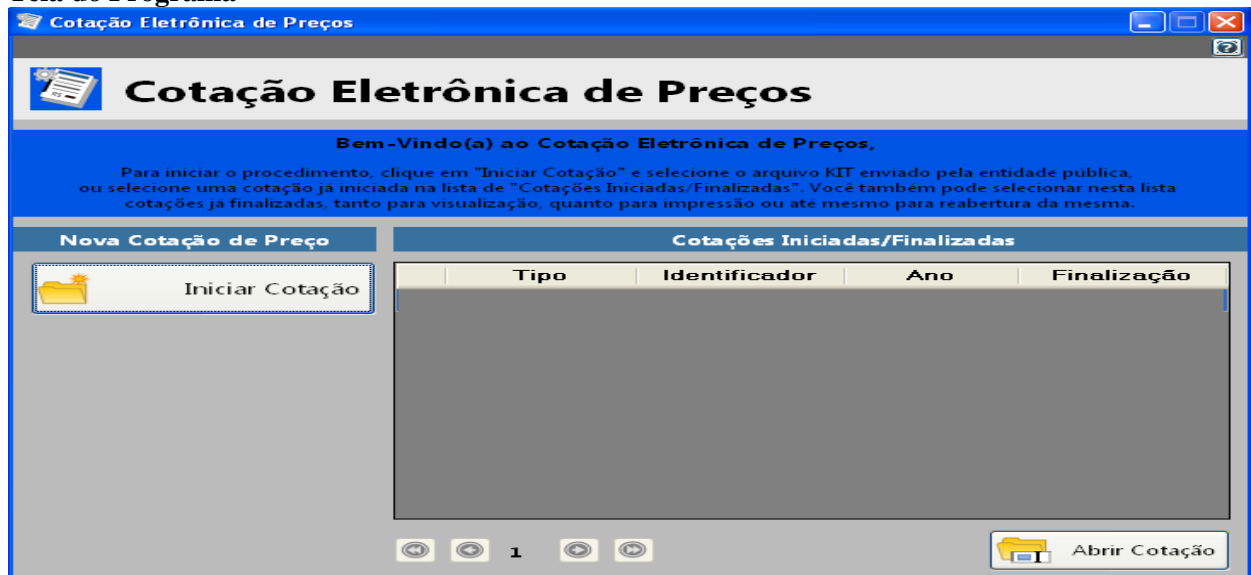 Tela do Programa
Cotação Eletrônica de Preços
Cotação Eletrônica de Preços
Bem-Vindo(a) ao Cotação Eletrônica de Preços,
Para iniciar o procedimento, clique em "Iniciar Cotação" e selecione o arquivo KIT enviado pela entidade pública,
ou selecione uma cotação já iniciada na lista de "Cotações Iniciadas/Finalizadas". Você também pode selecionar nesta lista
cotações já finalizadas, tanto para visualização, quanto para impressão ou até mesmo para reabertura da mesma.
Nova Cotação de Preço
Cotações Iniciadas/Finalizadas
Iniciar Cotação
Tipo Identificador Ano Finalização
1
Abrir Cotação